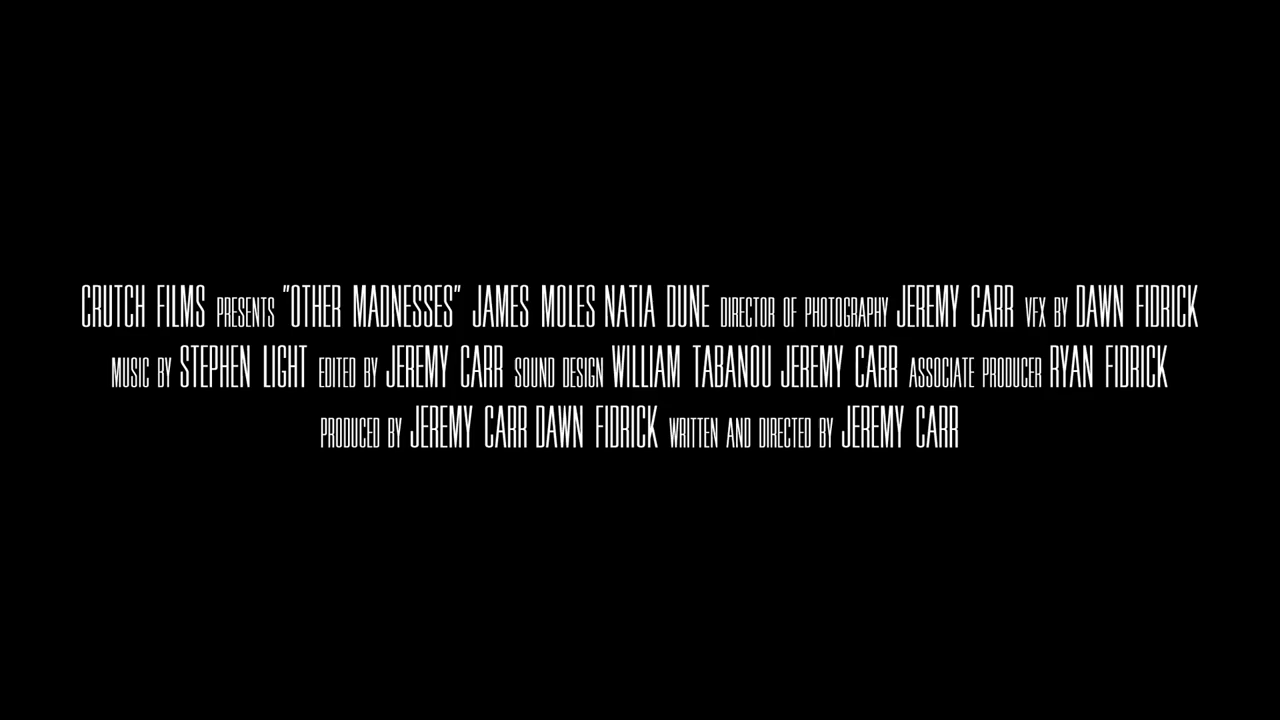 CRUTCH FILMS PRESENTS "OTHER MADNESSES" JAMES MOLES NATIA DUNE DIRECTOR OF PHOTOGRAPHY JEREMY CARR VFX BY DAWN FIDRICK
MUSIC BY STEPHEN LIGHT EDITED BY JEREMY CARR SOUND DESIGN WILLIAM TABANOU JEREMY CARR ASSOCIATE PRODUCER RYAN FIDRICK
PRODUCED BY JEREMY CARR DAWN FIDRICK WRITTEN AND DIRECTED BY JEREMY CARR